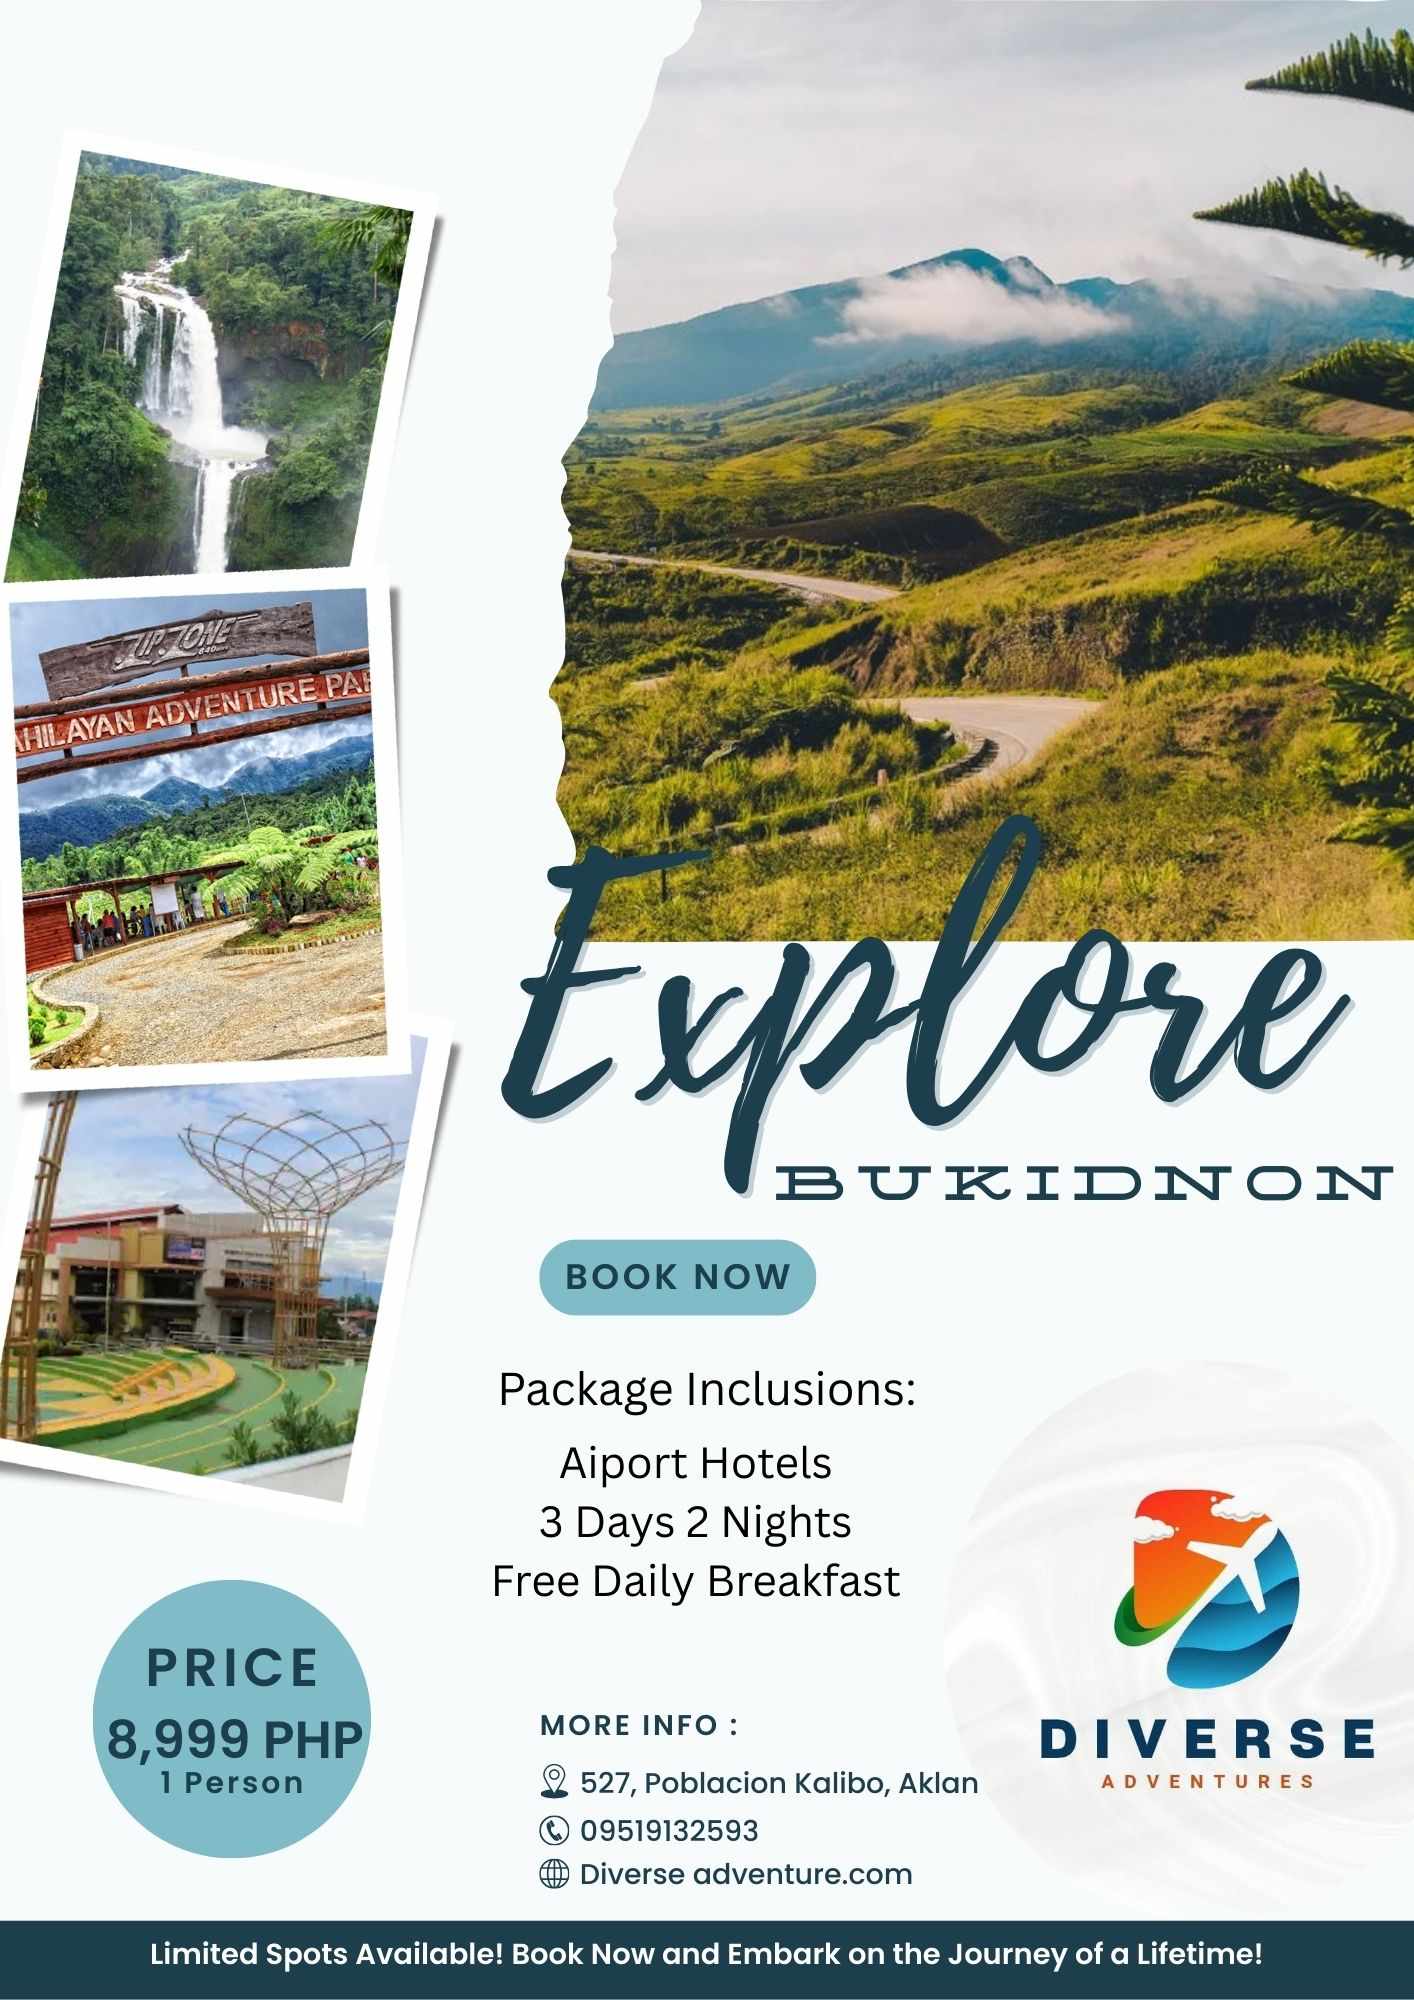 ZIP ZONE
AHILAYAN ADVENTURE PAR
Explore
BUKIDNON
BOOK NOW
Package Inclusions:
Aiport Hotels
3 Days 2 Nights
Free Daily Breakfast
PRICE
8,999 PHP
1 Person
MORE INFO :
527, Poblacion Kalibo, Aklan
09519132593
Diverse adventure.com
DIVERSE
ADVENTURES
Limited Spots Available! Book Now and Embark on the Journey of a Lifetime!